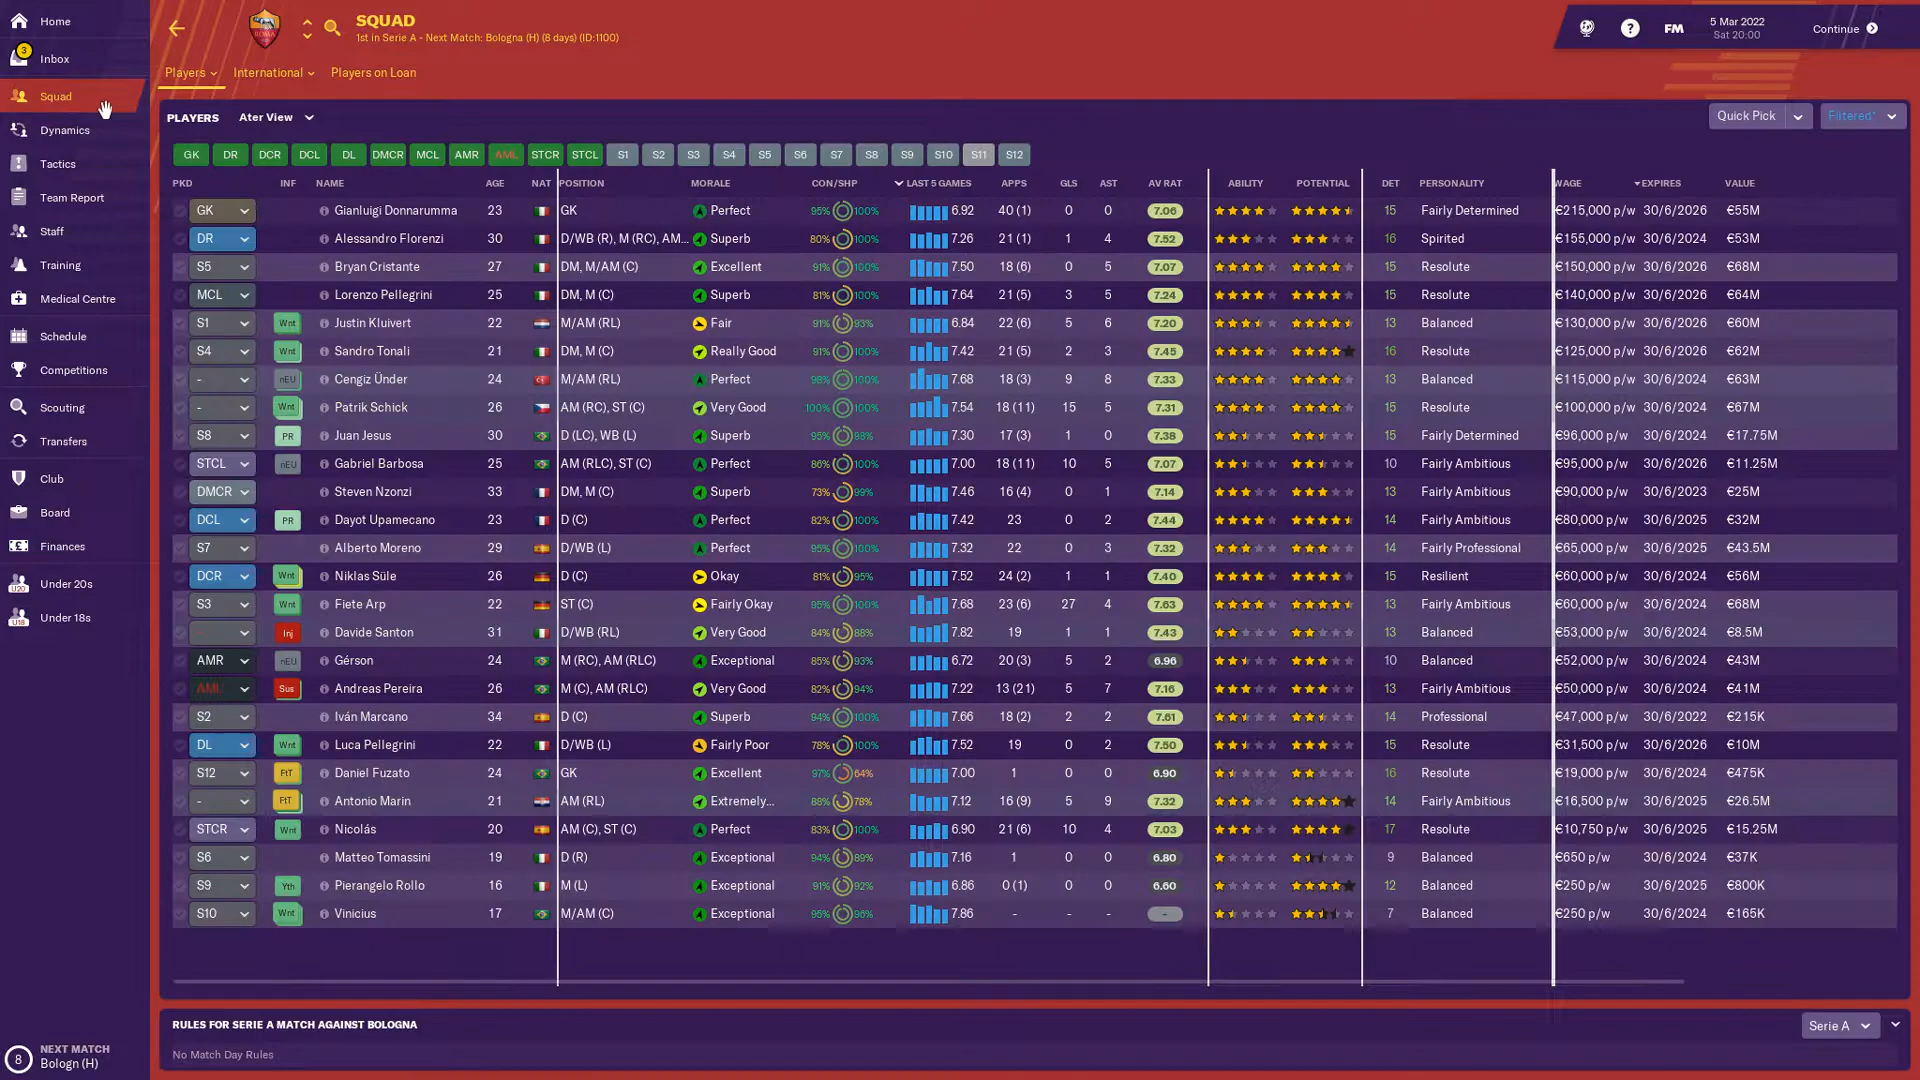 Home
3
Inbox
Squad
Dynamics
Tactics
Team Report
Staff
Training
Medical Centre
Schedule
Competitions
Scouting
Transfers
Club
Board
Finances
U20 Under 20s
U18 Under 18s
8 NEXT MATCH
Bologn (H)
ROMA
SQUAD
1st in Serie A - Next Match: Bologna (H) (8 days) (ID:1100)
? FM 5 Mar 2022
Sat 20:00
Continue
Players International Players on Loan
PLAYERS Ater View Quick Pick Filtered*
GK DR DCR DCL DL DMCR MCL AMR AML STCR STCL S1 S2 S3 S4 S5 S6 S7 S8 S9 S10 S11 S12
PKD INF NAME AGE NAT POSITION MORALE CON/SHP LAST 5 GAMES APPS GLS AST AV RAT ABILITY POTENTIAL DET PERSONALITY WAGE EXPIRES VALUE
GK Gianluigi Donnarumma 23 GK Perfect 95% 100% 6.92 40 (1) 0 0 7.06 15 Fairly Determined €215,000 p/w 30/6/2026 €55M
DR Alessandro Florenzi 30 D/WB (R), M (RC), AM... Superb 80% 100% 7.26 21 (1) 1 4 7.52 16 Spirited €155,000 p/w 30/6/2024 €53M
S5 Bryan Cristante 27 DM, M/AM (C) Excellent 91% 100% 7.50 18 (6) 0 5 7.07 15 Resolute €150,000 p/w 30/6/2026 €68M
MCL Lorenzo Pellegrini 25 DM, M (C) Superb 81% 100% 7.64 21 (5) 3 5 7.24 15 Resolute €140,000 p/w 30/6/2026 €64M
S1 Wnt Justin Kluivert 22 M/AM (RL) Fair 91% 93% 6.84 22 (6) 5 6 7.20 13 Balanced €130,000 p/w 30/6/2026 €60M
S4 Wnt Sandro Tonali 21 DM, M (C) Really Good 91% 100% 7.42 21 (5) 2 3 7.45 16 Resolute €125,000 p/w 30/6/2026 €62M
- nEU Cengiz Ünder 24 M/AM (RL) Perfect 98% 100% 7.68 18 (3) 9 8 7.33 13 Balanced €115,000 p/w 30/6/2024 €63M
- Wnt Patrik Schick 26 AM (RC), ST (C) Very Good 100% 100% 7.54 18 (11) 15 5 7.31 15 Resolute €100,000 p/w 30/6/2026 €67M
S8 PR Juan Jesus 30 D (LC), WB (L) Superb 95% 88% 7.30 17 (3) 1 0 7.38 15 Fairly Determined €96,000 p/w 30/6/2024 €17.75M
STCL nEU Gabriel Barbosa 25 AM (RLC), ST (C) Perfect 86% 100% 7.00 18 (11) 10 5 7.07 10 Fairly Ambitious €95,000 p/w 30/6/2026 €11.25M
DMCR Steven Nzonzi 33 DM, M (C) Superb 73% 99% 7.46 16 (4) 0 1 7.14 13 Fairly Ambitious €90,000 p/w 30/6/2023 €25M
DCL PR Dayot Upamecano 23 D (C) Perfect 82% 100% 7.42 23 0 2 7.44 14 Fairly Ambitious €80,000 p/w 30/6/2025 €32M
S7 Alberto Moreno 29 D/WB (L) Perfect 95% 100% 7.32 22 0 3 7.32 14 Fairly Professional €65,000 p/w 30/6/2025 €43.5M
DCR Wnt Niklas Süle 26 D (C) Okay 81% 95% 7.52 24 (2) 1 1 7.40 15 Resilient €60,000 p/w 30/6/2024 €56M
S3 Wnt Fiete Arp 22 ST (C) Fairly Okay 95% 100% 7.68 23 (6) 27 4 7.63 13 Fairly Ambitious €60,000 p/w 30/6/2024 €68M
- Inj Davide Santon 31 D/WB (RL) Very Good 84% 88% 7.82 19 1 1 7.43 13 Balanced €53,000 p/w 30/6/2024 €8.5M
AMR nEU Gérson 24 M (RC), AM (RLC) Exceptional 85% 93% 6.72 20 (3) 5 2 6.96 10 Balanced €52,000 p/w 30/6/2024 €43M
AML Sus Andreas Pereira 26 M (C), AM (RLC) Very Good 82% 94% 7.22 13 (21) 5 7 7.16 13 Fairly Ambitious €50,000 p/w 30/6/2024 €41M
S2 Iván Marcano 34 D (C) Superb 94% 100% 7.66 18 (2) 2 2 7.61 14 Professional €47,000 p/w 30/6/2022 €215K
DL Wnt Luca Pellegrini 22 D/WB (L) Fairly Poor 78% 100% 7.52 19 0 2 7.50 15 Resolute €31,500 p/w 30/6/2024 €10M
S12 FtT Daniel Fuzato 24 GK Excellent 97% 64% 7.00 1 0 0 6.90 16 Resolute €19,000 p/w 30/6/2024 €475K
- FtT Antonio Marin 21 AM (RL) Extremely... 88% 78% 7.12 16 (9) 5 9 7.32 14 Fairly Ambitious €16,500 p/w 30/6/2025 €26.5M
STCR Wnt Nicolás 20 AM (C), ST (C) Perfect 83% 100% 6.90 21 (6) 10 4 7.03 17 Resolute €10,750 p/w 30/6/2025 €15.25M
S6 Matteo Tomassini 19 D (R) Exceptional 94% 89% 7.16 1 0 0 6.80 9 Balanced €650 p/w 30/6/2024 €37K
S9 Yth Pierangelo Rollo 16 M (L) Exceptional 91% 92% 6.86 0 (1) 0 0 6.60 12 Balanced €250 p/w 30/6/2025 €800K
S10 Wnt Vinicius 17 M/AM (C) Exceptional 95% 96% 7.86 - - - - 7 Balanced €250 p/w 30/6/2024 €165K
RULES FOR SERIE A MATCH AGAINST BOLOGNA Serie A
No Match Day Rules